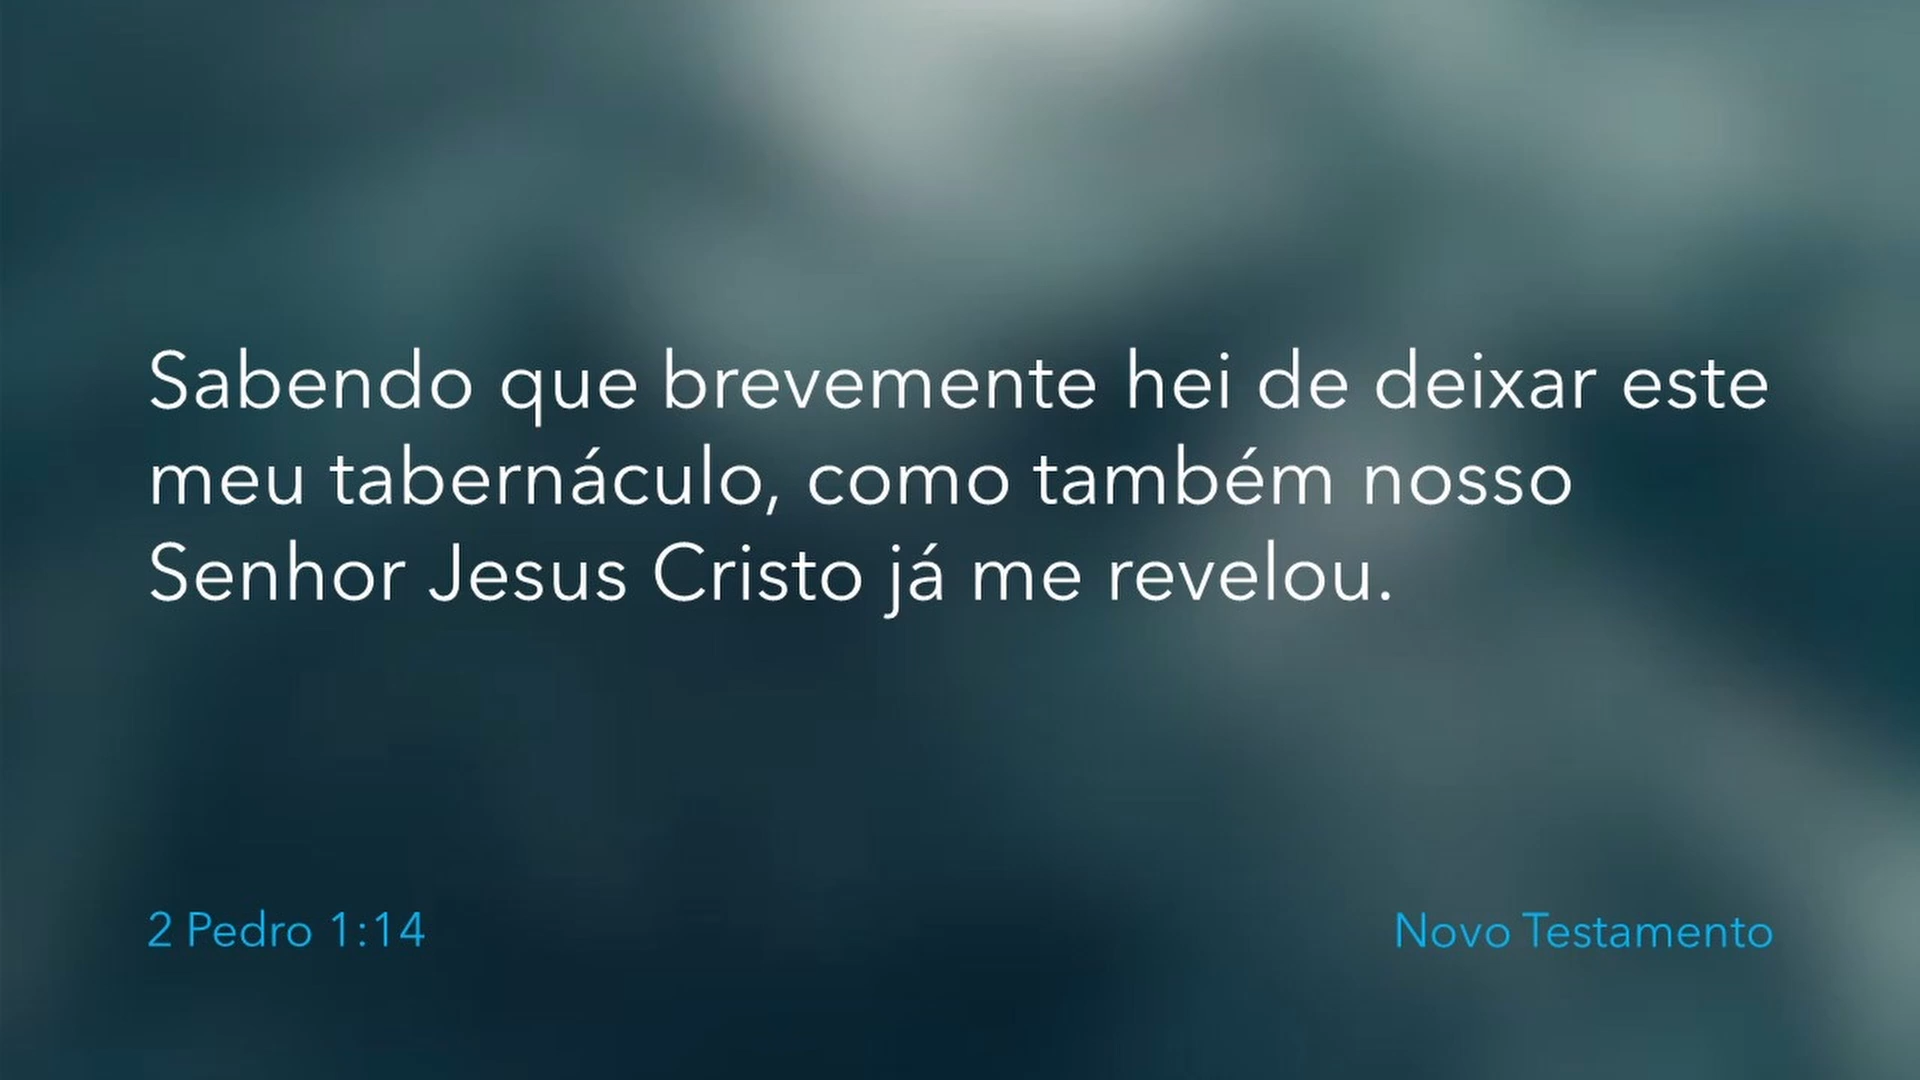 Sabendo que brevemente hei de deixar este
meu tabernáculo, como também nosso
Senhor Jesus Cristo já me revelou.
2 Pedro 1:14
Novo Testamento